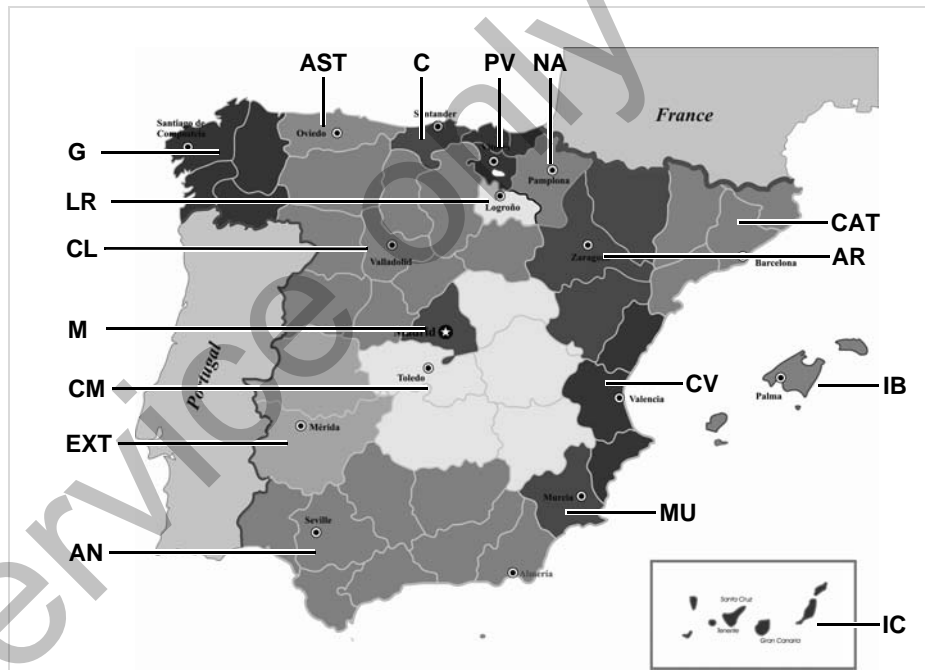 AST
C
PV
NA
Santander
France
Santiago de
Compostela
Oviedo
G
Pamplona
LR
Logroño
CAT
CL
Valladolid
Barcelona
AR
M
Madrid
Portugal
Toledo
CM
CV
Palma
IB
Valencia
EXT
Mérida
Murcia
MU
Seville
AN
Almería
Santa Cruz
Gran Canaria
IC
service only